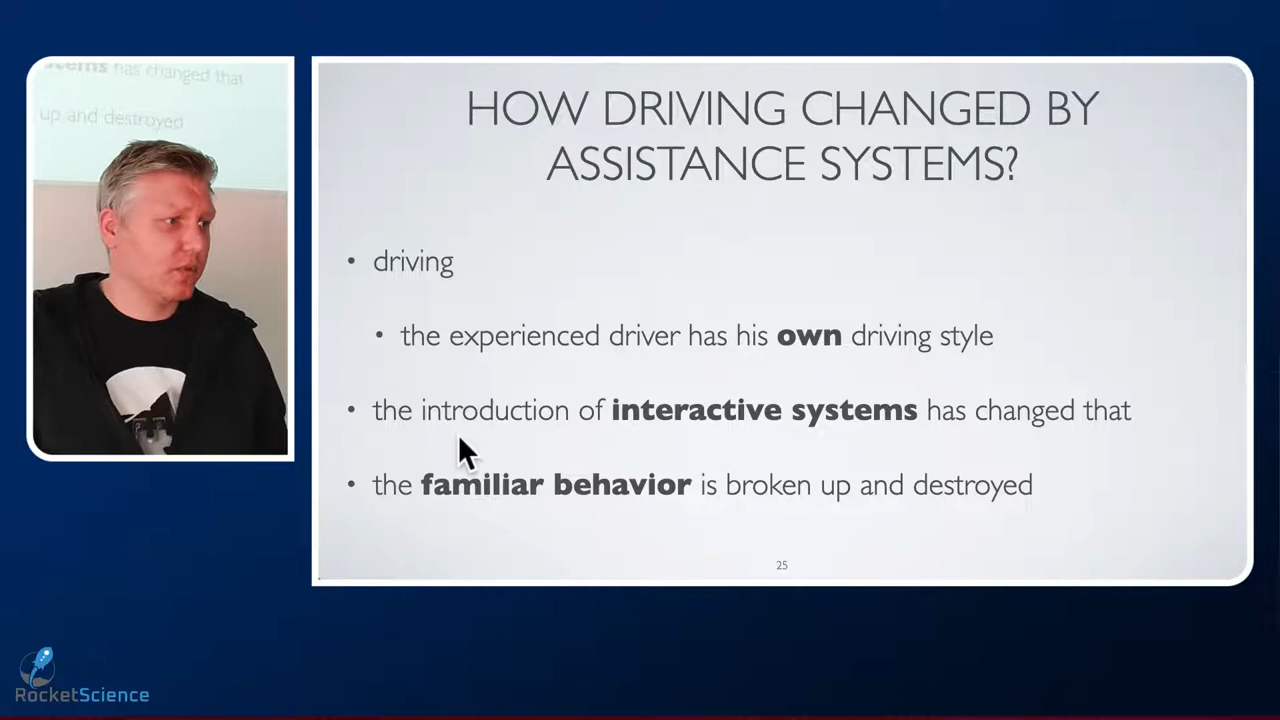 HOW DRIVING CHANGED BY
ASSISTANCE SYSTEMS?
• driving
• the experienced driver has his own driving style
• the introduction of interactive systems has changed that
• the familiar behavior is broken up and destroyed
25
has changed that
up and destroyed
RocketScience